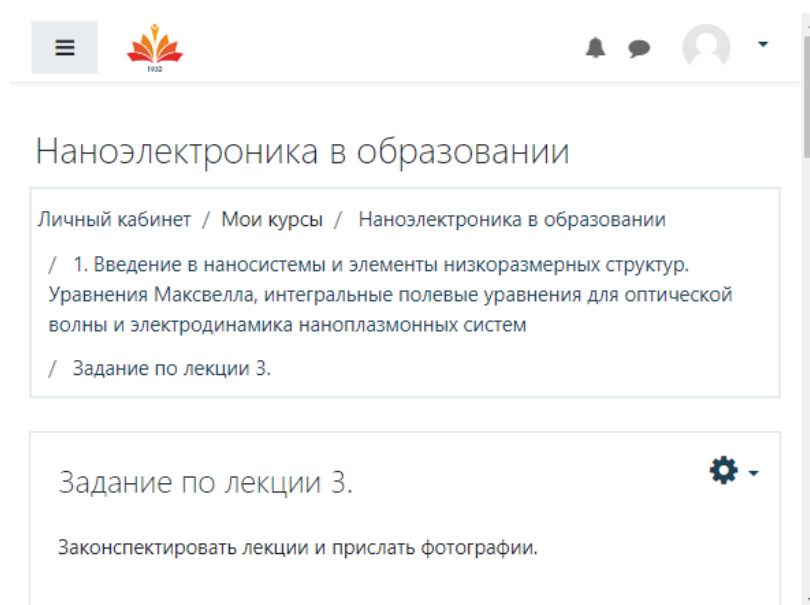 1932
Наноэлектроника в образовании
Личный кабинет / Мои курсы / Наноэлектроника в образовании
/ 1. Введение в наносистемы и элементы низкоразмерных структур.
Уравнения Максвелла, интегральные полевые уравнения для оптической
волны и электродинамика наноплазмонных систем
/ Задание по лекции 3.
Задание по лекции 3.
Законспектировать лекции и прислать фотографии.